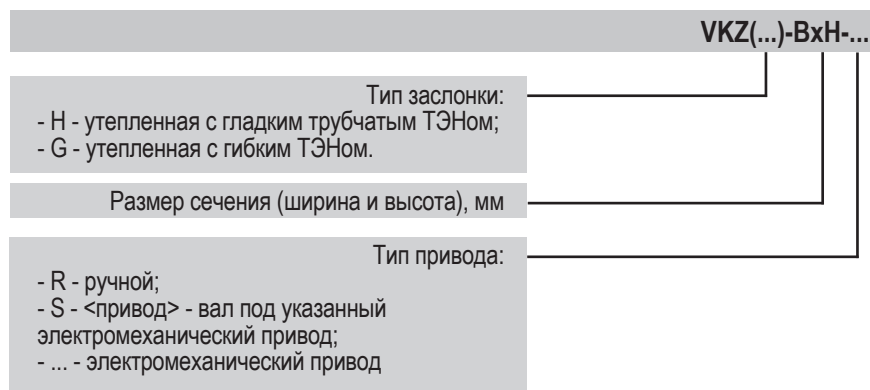 VKZ(...)-BxH-...
Тип заслонки:
- H - утепленная с гладким трубчатым ТЭНом;
- G - утепленная с гибким ТЭНом.
Размер сечения (ширина и высота), мм
Тип привода:
- R - ручной;
- S - <привод> - вал под указанный
электромеханический привод;
- ... - электромеханический привод